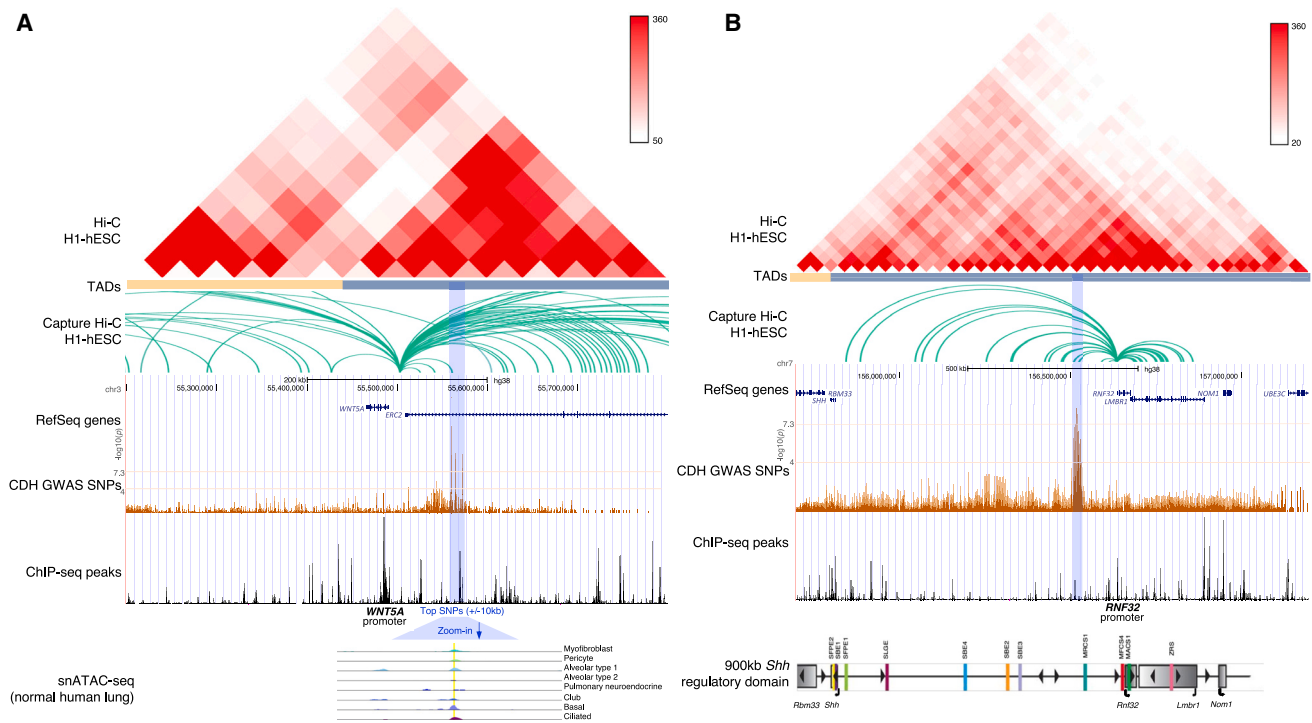 A
360
50
Hi-C
H1-hESC
TADs
Capture Hi-C
H1-hESC
200 kb
hg38
chr3
55,300,000
55,400,000
55,500,000
55,600,000
55,700,000
RefSeq genes
WNT5A
ERC2
-log10(p)
7.3
4
CDH GWAS SNPs
ChIP-seq peaks
WNT5A
promoter
Top SNPs (+/-10kb)
Zoom-in
snATAC-seq
(normal human lung)
Myofibroblast
Pericyte
Alveolar type 1
Alveolar type 2
Pulmonary neuroendocrine
Club
Basal
Ciliated
B
360
20
Hi-C
H1-hESC
TADs
Capture Hi-C
H1-hESC
chr7
500 kb
hg38
156,000,000
156,500,000
157,000,000
RefSeq genes
RBM33
SHH
RNF32
LMBR1
NOM1
UBE3C
-log10(p)
7.3
4
CDH GWAS SNPs
ChIP-seq peaks
RNF32
promoter
900kb Shh
regulatory domain
SFPE2
SBE1
SFPE1
SLGE
SBE4
SBE2
SBE3
MRCS1
MFCS4
MACS1
ZRS
Rbm33
Shh
Rnf32
Lmbr1
Nom1